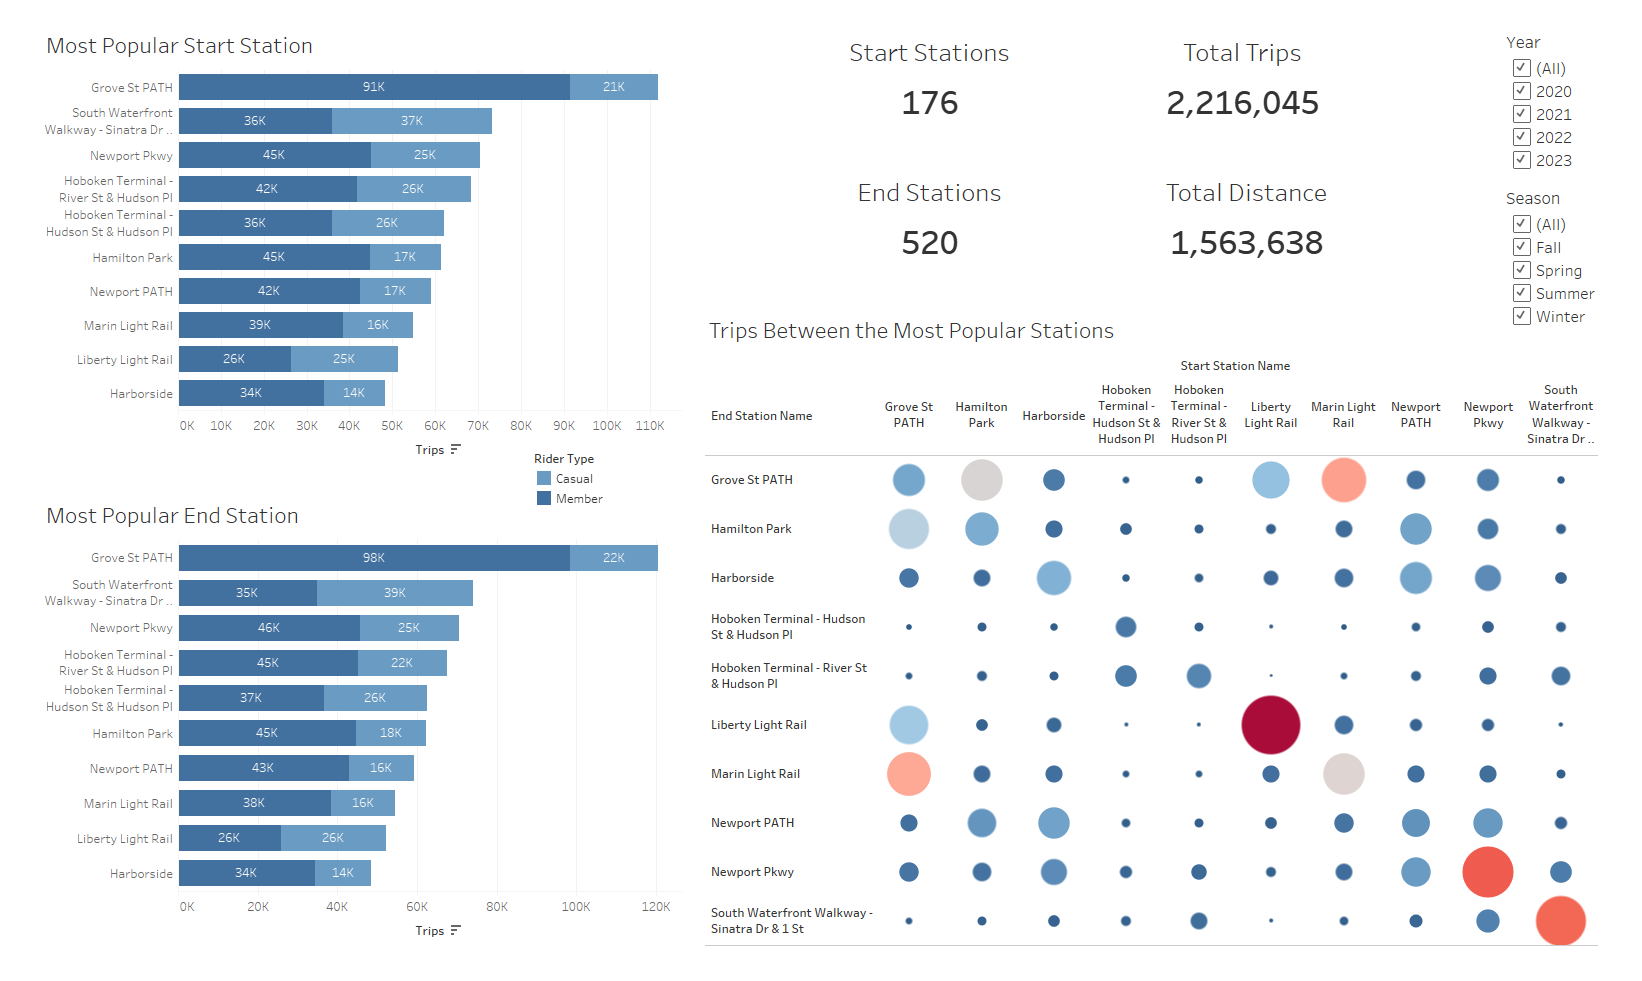 Most Popular Start Station
Grove St PATH
91K
21K
South Waterfront
Walkway - Sinatra Dr ..
36K
37K
Newport Pkwy
45K
25K
Hoboken Terminal -
River St & Hudson Pl
42K
26K
Hoboken Terminal -
Hudson St & Hudson Pl
36K
26K
Hamilton Park
45K
17K
Newport PATH
42K
17K
Marin Light Rail
39K
16K
Liberty Light Rail
26K
25K
Harborside
34K
14K
0K 10K 20K 30K 40K 50K 60K 70K 80K 90K 100K 110K
Trips
Rider Type
Casual
Member
Most Popular End Station
Grove St PATH
98K
22K
South Waterfront
Walkway - Sinatra Dr ..
35K
39K
Newport Pkwy
46K
25K
Hoboken Terminal -
River St & Hudson Pl
45K
22K
Hoboken Terminal -
Hudson St & Hudson Pl
37K
26K
Hamilton Park
45K
18K
Newport PATH
43K
16K
Marin Light Rail
38K
16K
Liberty Light Rail
26K
26K
Harborside
34K
14K
0K 20K 40K 60K 80K 100K 120K
Trips
Start Stations
176
Total Trips
2,216,045
End Stations
520
Total Distance
1,563,638
Year
(All)
2020
2021
2022
2023
Season
(All)
Fall
Spring
Summer
Winter
Trips Between the Most Popular Stations
Start Station Name
End Station Name
Grove St
PATH
Hamilton
Park
Harborside
Hoboken
Terminal -
Hudson St &
Hudson Pl
Hoboken
Terminal -
River St &
Hudson Pl
Liberty
Light Rail
Marin Light
Rail
Newport
PATH
Newport
Pkwy
South
Waterfront
Walkway -
Sinatra Dr ..
Grove St PATH
Hamilton Park
Harborside
Hoboken Terminal - Hudson
St & Hudson Pl
Hoboken Terminal - River St
& Hudson Pl
Liberty Light Rail
Marin Light Rail
Newport PATH
Newport Pkwy
South Waterfront Walkway -
Sinatra Dr & 1 St